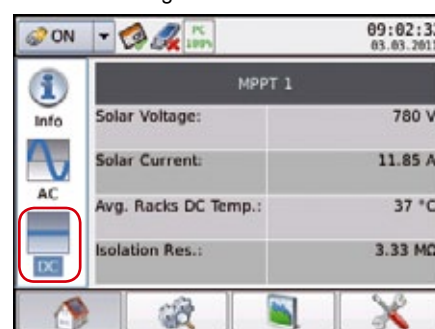 ON PC 100% 09:02:3
03.03.201
MPPT 1
Info
Solar Voltage: 780 V
Solar Current: 11.85 A
AC
Avg. Racks DC Temp.: 37 °C
Isolation Res.: 3.33 MΩ
DC